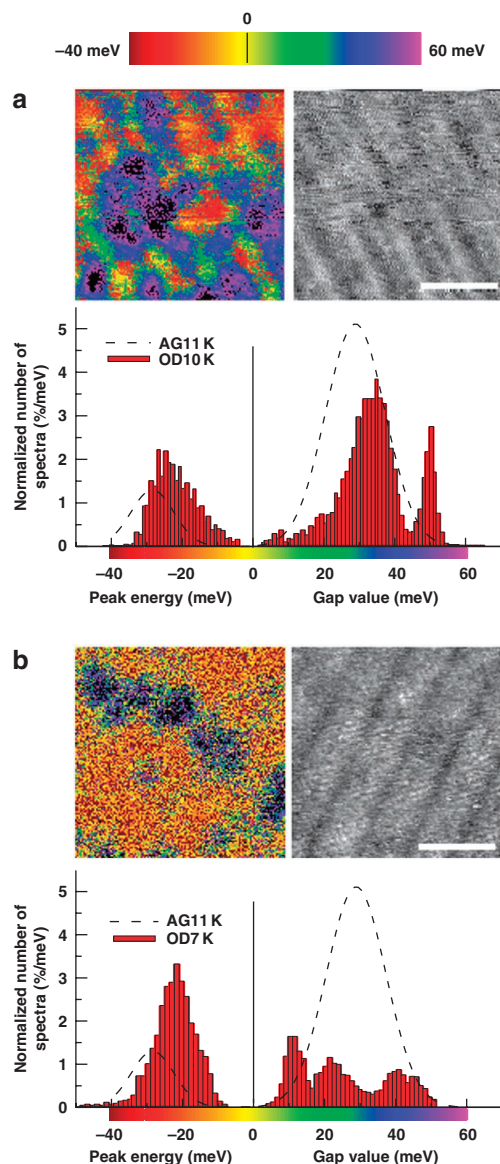 0
−40 meV
60 meV
a
5
4
3
2
1
0
Normalized number of
spectra (%/meV)
AG11 K
OD10 K
−40 −20 0 20 40 60
Peak energy (meV) Gap value (meV)
b
5
4
3
2
1
0
Normalized number of
spectra (%/meV)
AG11 K
OD7 K
−40 −20 0 20 40 60
Peak energy (meV) Gap value (meV)